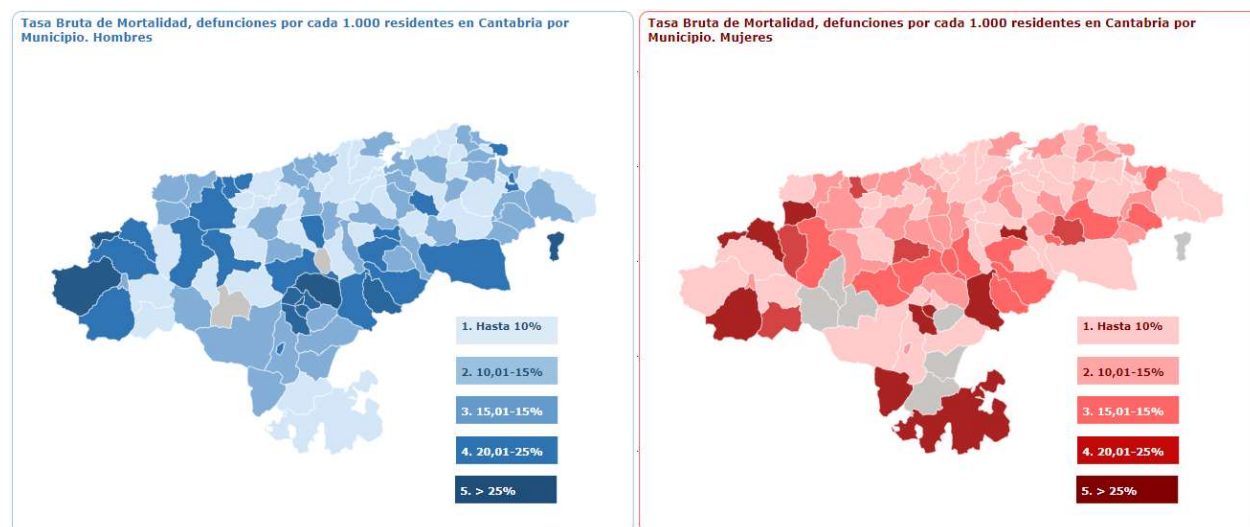 Tasa Bruta de Mortalidad, defunciones por cada 1.000 residentes en Cantabria por
Municipio. Hombres
1. Hasta 10%
2. 10,01-15%
3. 15,01-15%
4. 20,01-25%
5. > 25%
Tasa Bruta de Mortalidad, defunciones por cada 1.000 residentes en Cantabria por
Municipio. Mujeres
1. Hasta 10%
2. 10,01-15%
3. 15,01-15%
4. 20,01-25%
5. > 25%